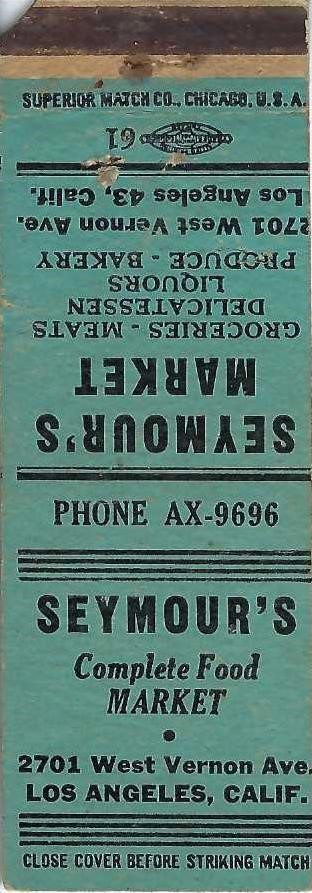 SUPERIOR MATCH CO., CHICAGO, U.S.A.
61
SEYMOUR'S
MARKET
GROCERIES - MEATS
DELICATESSEN
LIQUORS
PRODUCE - BAKERY
2701 West Vernon Ave.
Los Angeles 43, Calif.
PHONE AX-9696
SEYMOUR'S
Complete Food
MARKET
2701 West Vernon Ave.
LOS ANGELES, CALIF.
CLOSE COVER BEFORE STRIKING MATCH